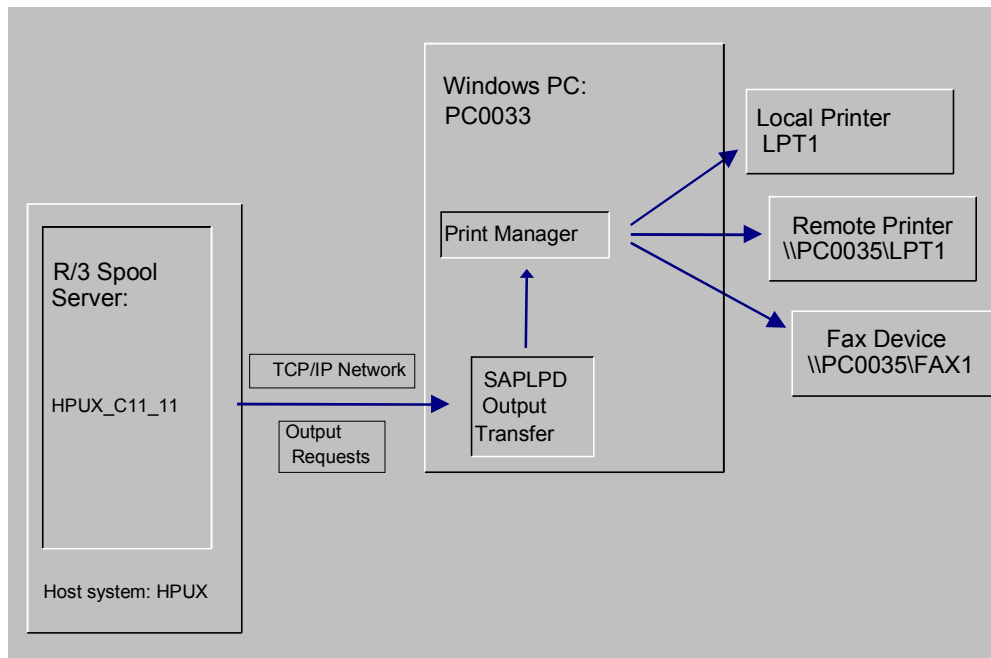 Windows PC:
PC0033
Local Printer
LPT1
Remote Printer
\\PC0035\LPT1
Fax Device
\\PC0035\FAX1
Print Manager
SAPLPD
Output
Transfer
R/3 Spool
Server:
HPUX_C11_11
Host system: HPUX
TCP/IP Network
Output
Requests